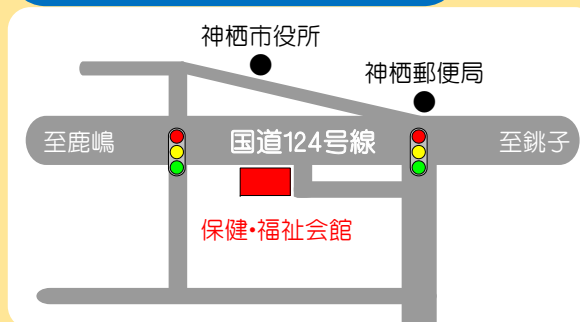 神栖市役所
神栖郵便局
至鹿嶋
国道124号線
至銚子
保健・福祉会館